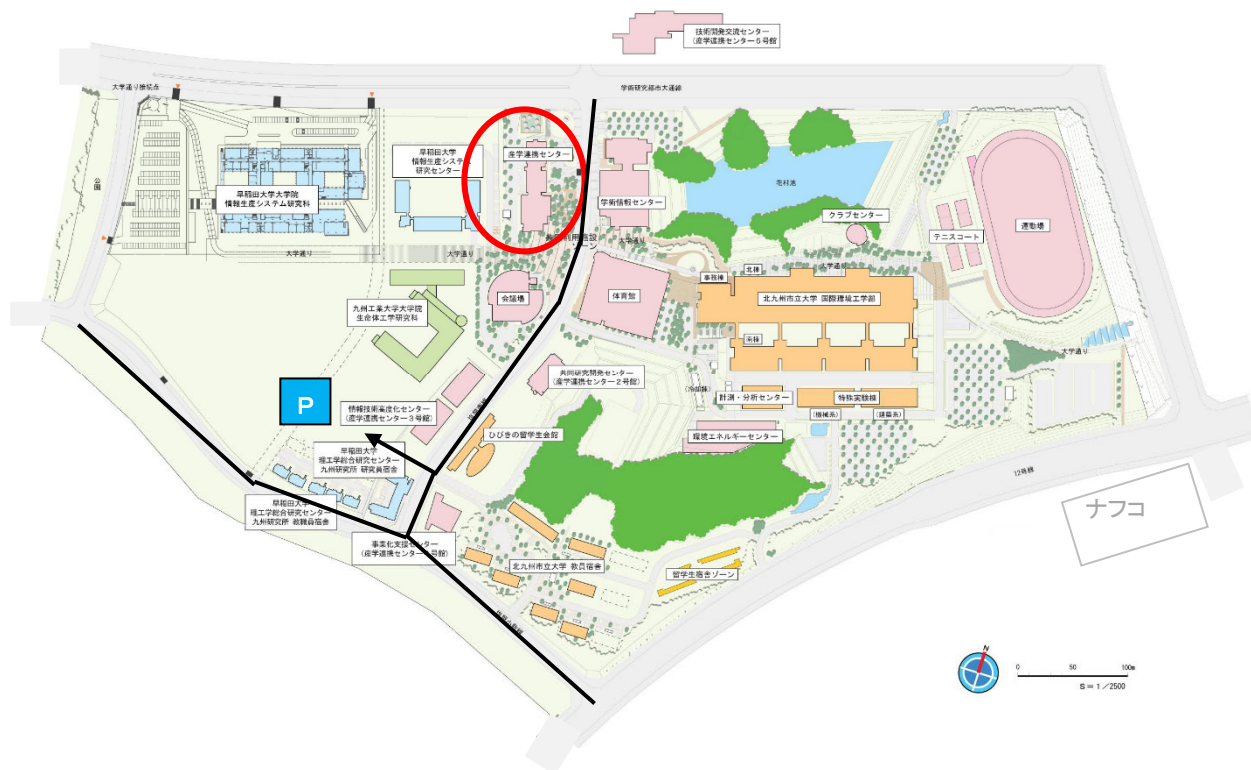 技術開発交流センター
(産学連携センター5号館)
大学通り接続点
学術研究都市大通線
公園
早稲田大学大学院
情報生産システム研究科
早稲田大学
情報生産システム
研究センター
産学連携センター
学術情報センター
クラブセンター
テニスコート
運動場
大学通り
大学通り
大学通り
大学通り
大学通り
会議場
体育館
事務棟
北棟
北九州市立大学 国際環境工学部
南棟
九州工業大学大学院
生命体工学研究科
共同研究開発センター
(産学連携センター2号館)
計測・分析センター
特殊実験棟
(機械系)
(建築系)
P
情報技術高度化センター
(産学連携センター3号館)
ひびきの留学生会館
環境エネルギーセンター
早稲田大学
理工学総合研究センター
九州研究所 研究員宿舎
早稲田大学
理工学総合研究センター
九州研究所 教職員宿舎
事業化支援センター
(産学連携センター 号館)
北九州市立大学 教員宿舎
留学生宿舎ゾーン
12号線
ナフコ
N
0 50 100m
S=1/2500